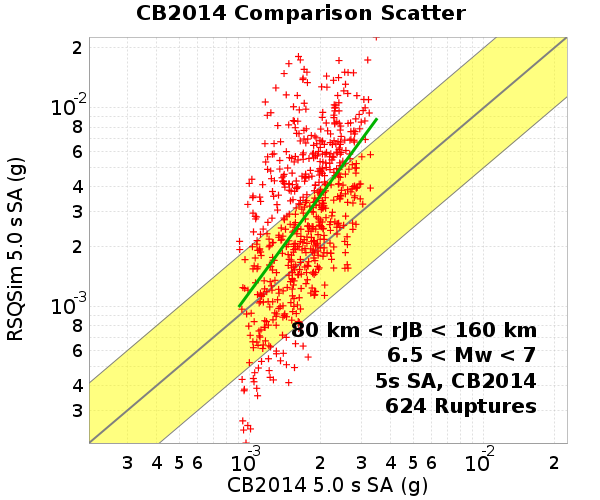 CB2014 Comparison Scatter
RSQSim 5.0 s SA (g)
2
10-2
8
6
4
3
2
10-3
8
6
4
3
80 km < rJB < 160 km
6.5 < Mw < 7
5s SA, CB2014
624 Ruptures
3 4 5 6 10-3 2 3 4 5 6 10-2 2
CB2014 5.0 s SA (g)